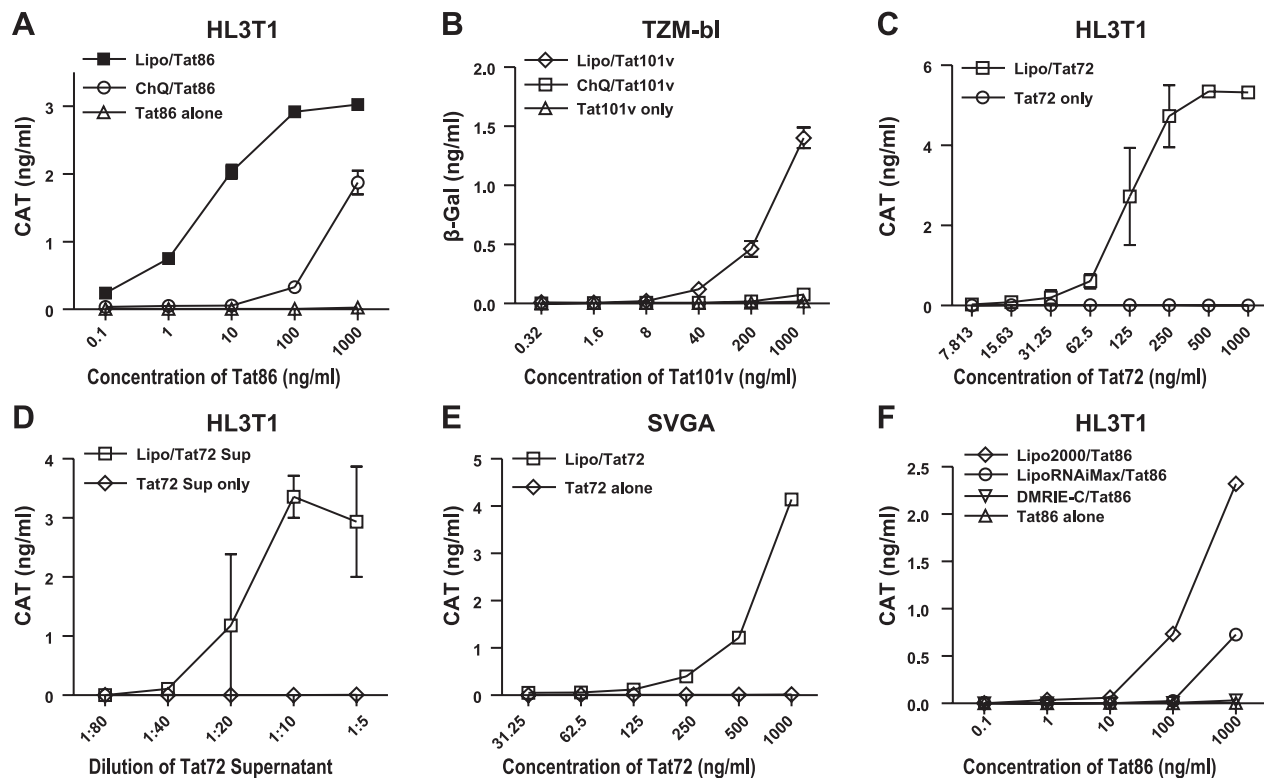 A
HL3T1
Lipo/Tat86
ChQ/Tat86
Tat86 alone
CAT (ng/ml)
3
2
1
0
0.1
1
10
100
1000
Concentration of Tat86 (ng/ml)
B
TZM-bl
Lipo/Tat101v
ChQ/Tat101v
Tat101v only
β-Gal (ng/ml)
2.0
1.5
1.0
0.5
0.0
0.32
1.6
8
40
200
1000
Concentration of Tat101v (ng/ml)
C
HL3T1
Lipo/Tat72
Tat72 only
CAT (ng/ml)
6
4
2
0
7.813
15.63
31.25
62.5
125
250
500
1000
Concentration of Tat72 (ng/ml)
D
HL3T1
Lipo/Tat72 Sup
Tat72 Sup only
CAT (ng/ml)
4
3
2
1
0
1:80
1:40
1:20
1:10
1:5
Dilution of Tat72 Supernatant
E
SVGA
Lipo/Tat72
Tat72 alone
CAT (ng/ml)
5
4
3
2
1
0
31.25
62.5
125
250
500
1000
Concentration of Tat72 (ng/ml)
F
HL3T1
Lipo2000/Tat86
LipoRNAiMax/Tat86
DMRIE-C/Tat86
Tat86 alone
CAT (ng/ml)
2.5
2.0
1.5
1.0
0.5
0.0
0.1
1
10
100
1000
Concentration of Tat86 (ng/ml)